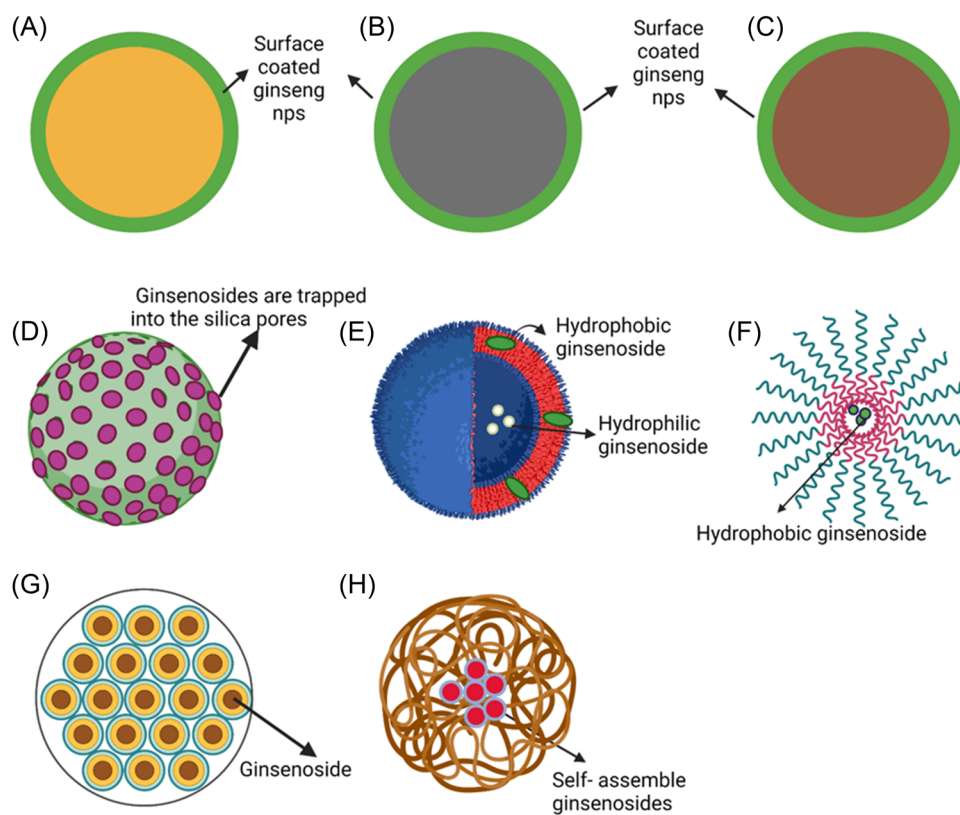 (A)
Surface
coated
ginseng
nps
(B)
Surface
coated
ginseng
nps
(C)
(D)
Ginsenosides are trapped
into the silica pores
(E)
Hydrophobic
ginsenoside
Hydrophilic
ginsenoside
(F)
Hydrophobic ginsenoside
(G)
Ginsenoside
(H)
Self- assemble
ginsenosides